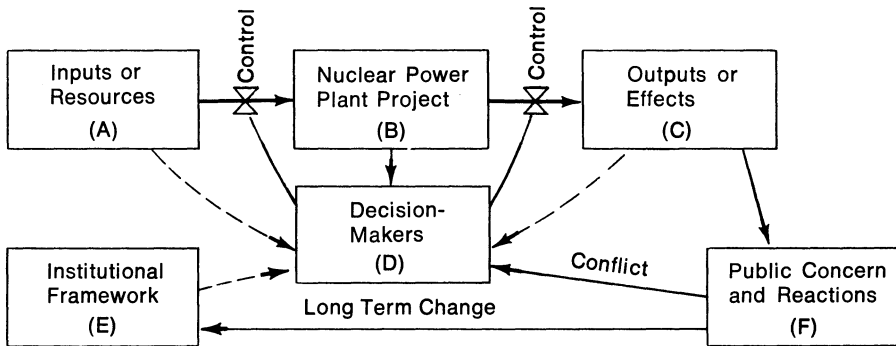 Control
Control
Inputs or
Resources
(A)
Nuclear Power
Plant Project
(B)
Outputs or
Effects
(C)
Decision-
Makers
(D)
Institutional
Framework
(E)
Conflict
Long Term Change
Public Concern
and Reactions
(F)